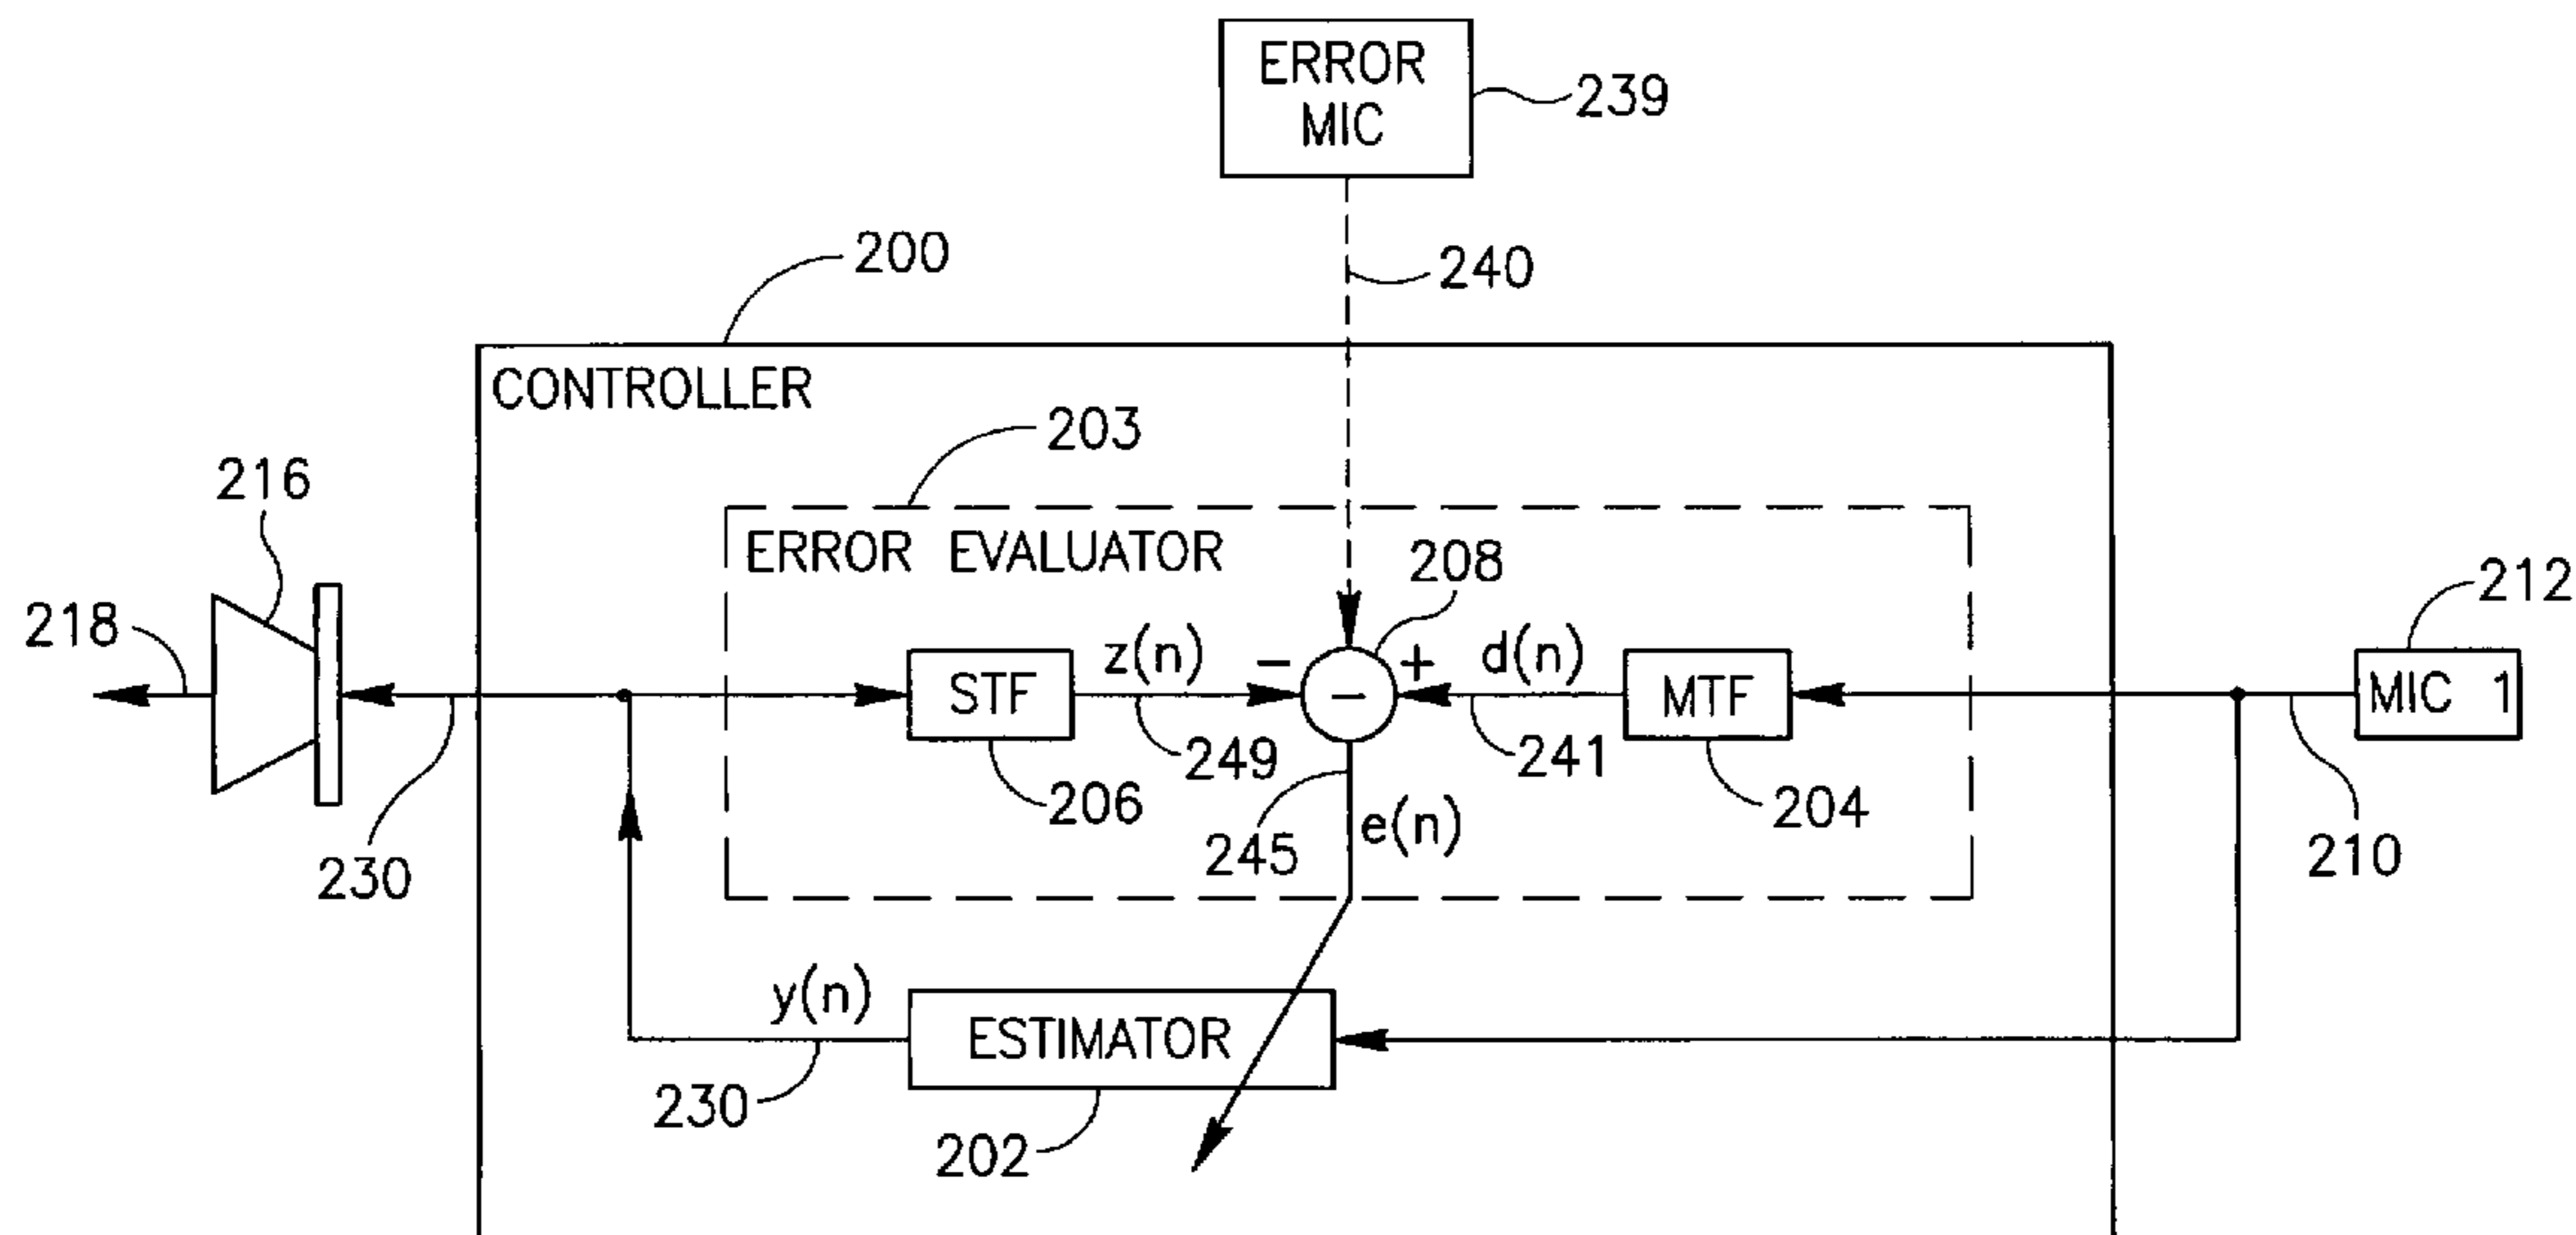 ERROR
MIC
239
240
200
CONTROLLER
203
ERROR EVALUATOR
216
218
208
212
z(n)
−
+
d(n)
STF
−
MTF
MIC 1
249
241
206
204
210
230
245
e(n)
y(n)
ESTIMATOR
230
202